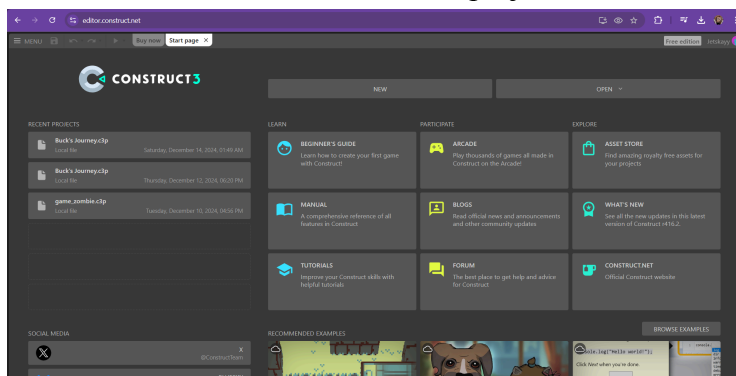 editor.construct.net
MENU
Buy now
Start page
Free edition
CONSTRUCT3
NEW
OPEN
RECENT PROJECTS
Buck's Journey.c3p
Local file
Saturday, December 14, 2024, 01:49 AM
Buck's Journey.c3p
Local file
Thursday, December 12, 2024, 06:20 PM
game_zombie.c3p
Local file
Tuesday, December 10, 2024, 04:56 PM
LEARN
BEGINNER'S GUIDE
Learn how to create your first game
with Construct!
MANUAL
A comprehensive reference of all
features in Construct
TUTORIALS
Improve your Construct skills with
helpful tutorials
PARTICIPATE
ARCADE
Play thousands of games all made in
Construct on the Arcade!
BLOGS
Read official news and announcements
and other community updates
FORUM
The best place to get help and advice
for Construct
EXPLORE
ASSET STORE
Find amazing royalty free assets for
your projects
WHAT'S NEW
See all the new updates in this latest
version of Construct r416.2
CONSTRUCT.NET
Official Construct website
SOCIAL MEDIA
X
@ConstructTeam
RECOMMENDED EXAMPLES
BROWSE EXAMPLES
Click Next when you're done.